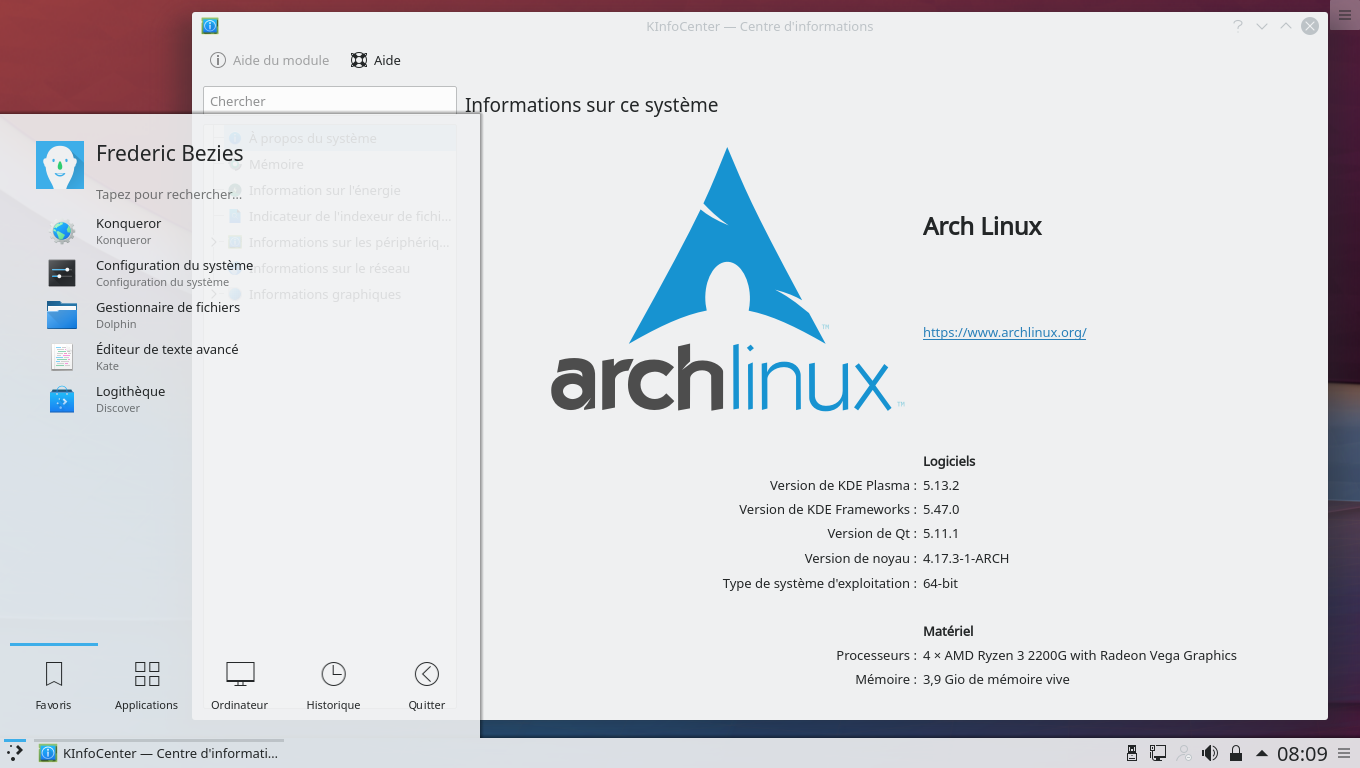 KInfoCenter — Centre d'informations
Aide du module
Aide
Chercher
Informations sur ce système
À propos du système
Mémoire
Information sur l'énergie
Indicateur de l'indexeur de fichi...
Informations sur les périphériq...
Informations sur le réseau
Informations graphiques
Frederic Bezies
Tapez pour rechercher...
Konqueror
Konqueror
Configuration du système
Configuration du système
Gestionnaire de fichiers
Dolphin
Éditeur de texte avancé
Kate
Logithèque
Discover
Favoris
Applications
Ordinateur
Historique
Quitter
™
archlinux ™
Arch Linux
https://www.archlinux.org/
Logiciels
Version de KDE Plasma : 5.13.2
Version de KDE Frameworks : 5.47.0
Version de Qt : 5.11.1
Version de noyau : 4.17.3-1-ARCH
Type de système d'exploitation : 64-bit
Matériel
Processeurs : 4 × AMD Ryzen 3 2200G with Radeon Vega Graphics
Mémoire : 3,9 Gio de mémoire vive
KInfoCenter — Centre d'informati...
08:09